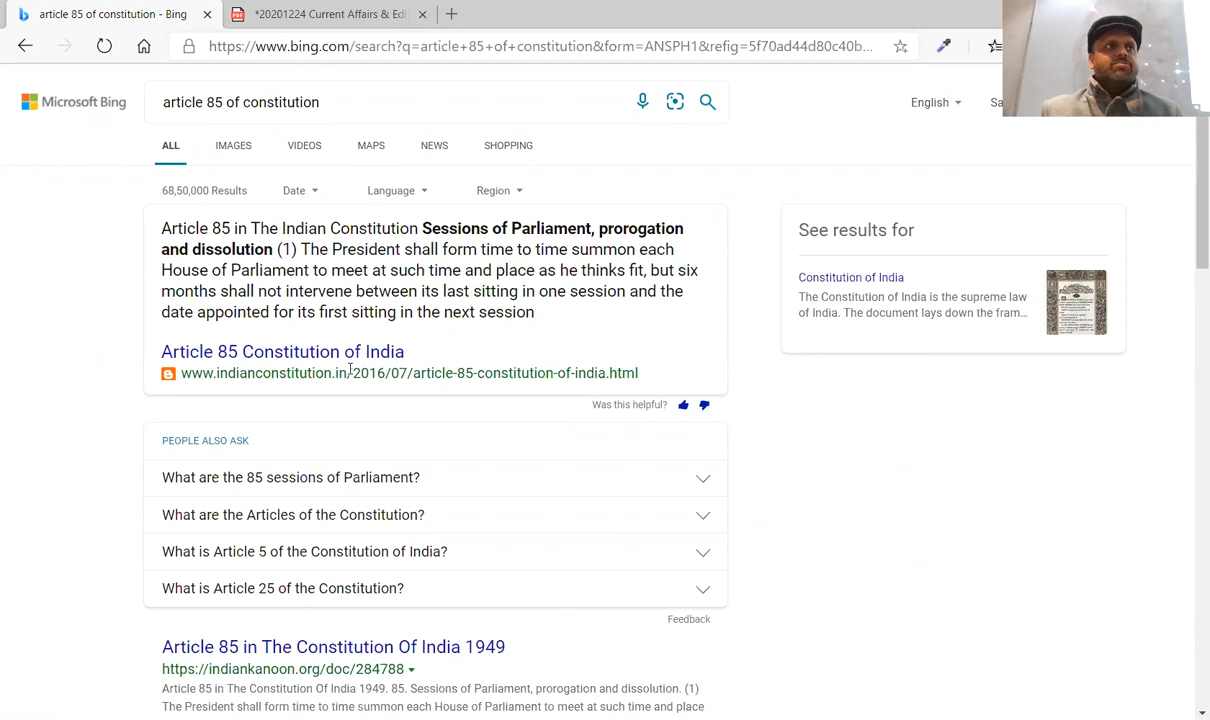 article 85 of constitution - Bing
*20201224 Current Affairs & Edi
https://www.bing.com/search?q=article+85+of+constitution&form=ANSPH1&refig=5f70ad44d80c40b...
Microsoft Bing
article 85 of constitution
English
Sa
ALL IMAGES VIDEOS MAPS NEWS SHOPPING
68,50,000 Results Date Language Region
Article 85 in The Indian Constitution Sessions of Parliament, prorogation
and dissolution (1) The President shall form time to time summon each
House of Parliament to meet at such time and place as he thinks fit, but six
months shall not intervene between its last sitting in one session and the
date appointed for its first sitting in the next session
Article 85 Constitution of India
www.indianconstitution.in/2016/07/article-85-constitution-of-india.html
Was this helpful?
See results for
Constitution of India
The Constitution of India is the supreme law
of India. The document lays down the fram...
PEOPLE ALSO ASK
What are the 85 sessions of Parliament?
What are the Articles of the Constitution?
What is Article 5 of the Constitution of India?
What is Article 25 of the Constitution?
Feedback
Article 85 in The Constitution Of India 1949
https://indiankanoon.org/doc/284788
Article 85 in The Constitution Of India 1949. 85. Sessions of Parliament, prorogation and dissolution. (1)
The President shall form time to time summon each House of Parliament to meet at such time and place